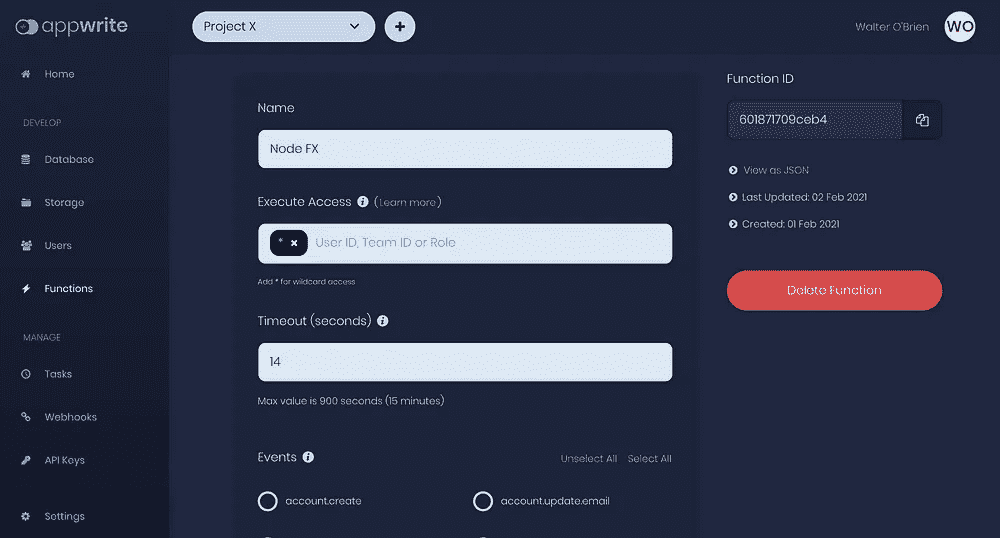 appwrite
Project X
+
Walter O'Brien
WO
Home
DEVELOP
Database
Storage
Users
Functions
MANAGE
Tasks
Webhooks
API Keys
Settings
Name
Node FX
Execute Access i (Learn more)
* × User ID, Team ID or Role
Add * for wildcard access
Timeout (seconds) i
14
Max value is 900 seconds (15 minutes)
Events i Unselect All Select All
account.create account.update.email
Function ID
601871709ceb4
View as JSON
Last Updated: 02 Feb 2021
Created: 01 Feb 2021
Delete Function